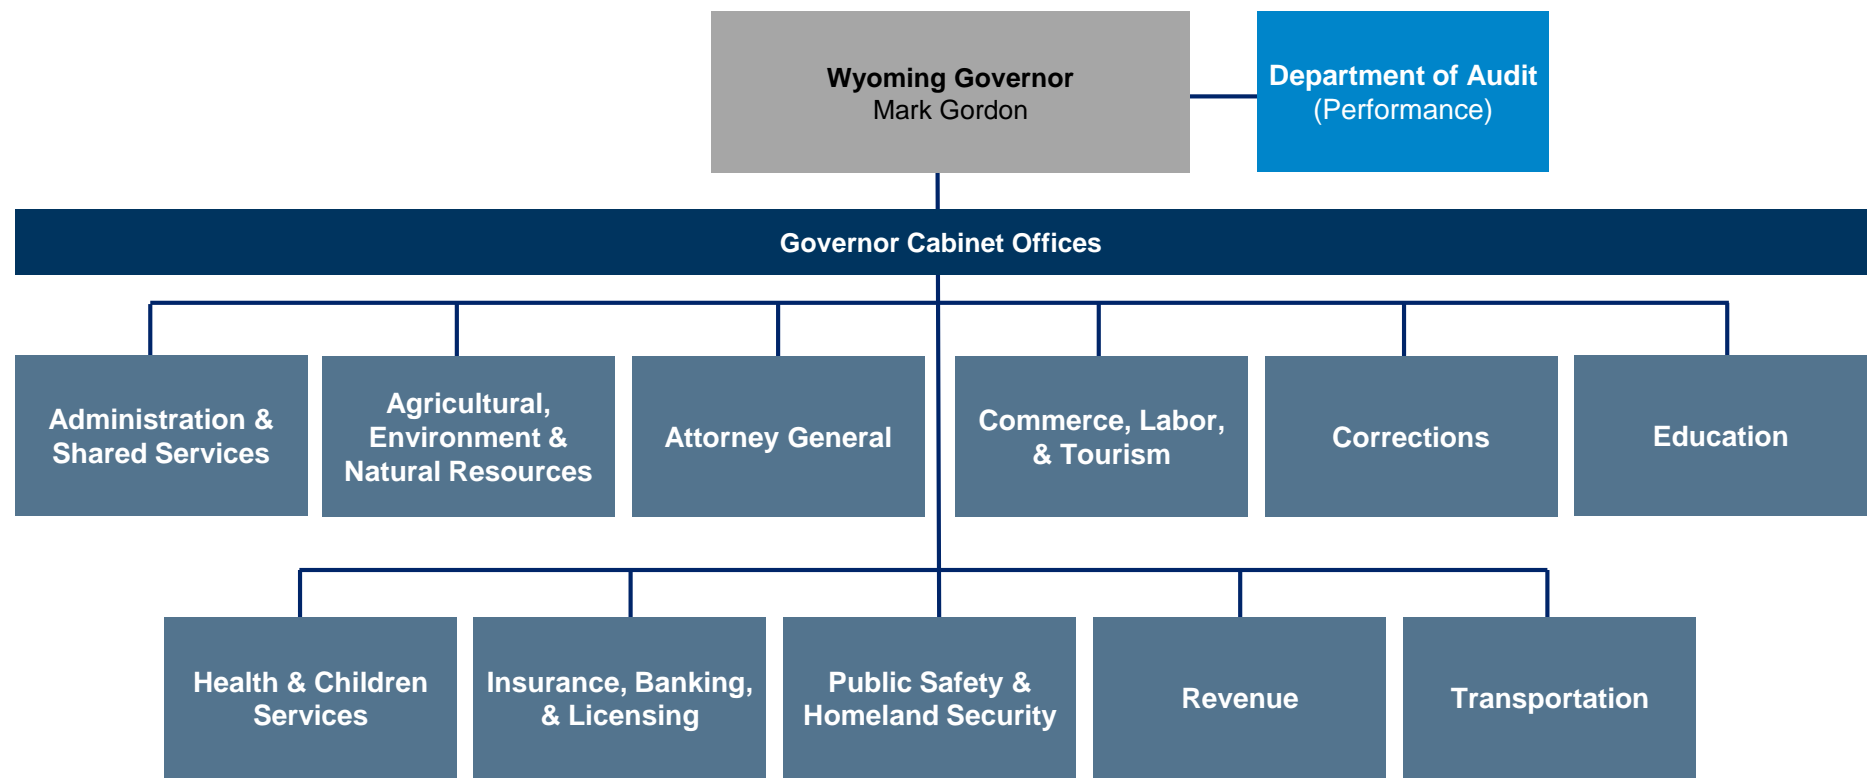 Wyoming Governor
Mark Gordon
Department of Audit
(Performance)
Governor Cabinet Offices
Administration &
Shared Services
Agricultural,
Environment &
Natural Resources
Attorney General
Commerce, Labor,
& Tourism
Corrections
Education
Health & Children
Services
Insurance, Banking,
& Licensing
Public Safety &
Homeland Security
Revenue
Transportation